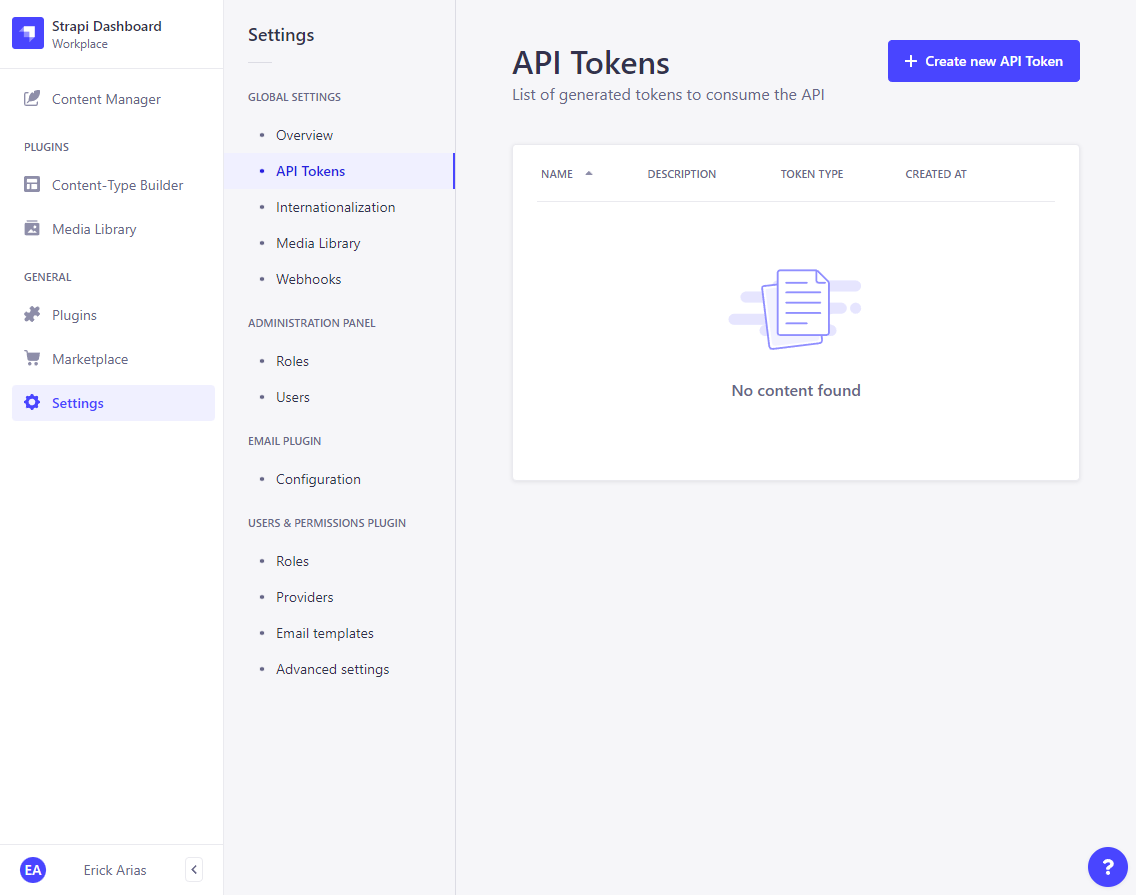 Strapi Dashboard
Workplace
Content Manager
PLUGINS
Content-Type Builder
Media Library
GENERAL
Plugins
Marketplace
Settings
EA
Erick Arias
Settings
GLOBAL SETTINGS
Overview
API Tokens
Internationalization
Media Library
Webhooks
ADMINISTRATION PANEL
Roles
Users
EMAIL PLUGIN
Configuration
USERS & PERMISSIONS PLUGIN
Roles
Providers
Email templates
Advanced settings
API Tokens
List of generated tokens to consume the API
Create new API Token
NAME DESCRIPTION TOKEN TYPE CREATED AT
No content found
?